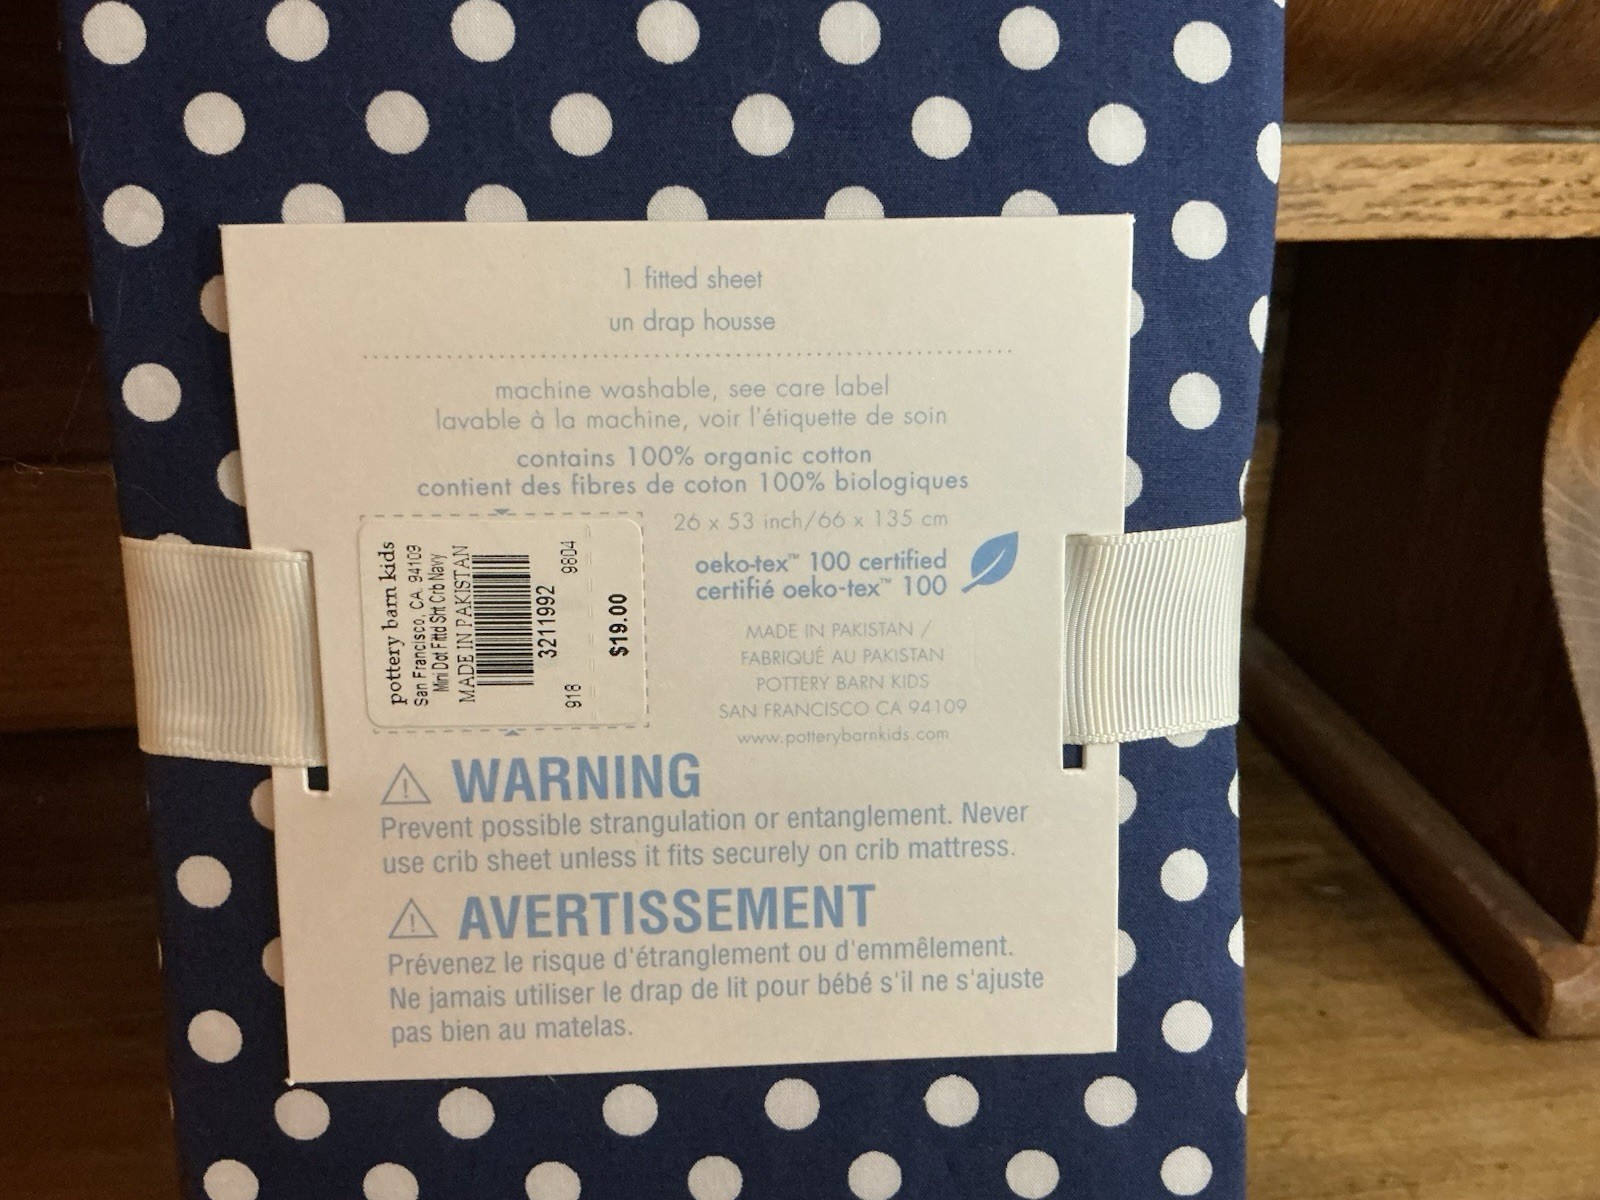 1 fitted sheet
un drap housse
machine washable, see care label
lavable à la machine, voir l'étiquette de soin
contains 100% organic cotton
contient des fibres de coton 100% biologiques
26 x 53 inch/66 x 135 cm
oeko-tex™ 100 certified
certifié oeko-tex™ 100
MADE IN PAKISTAN /
FABRIQUÉ AU PAKISTAN
POTTERY BARN KIDS
SAN FRANCISCO CA 94109
www.potterybarnkids.com
pottery barn kids
San Francisco, CA 94109
Mini Dot Fittd Sht Crb Navy
MADE IN PAKISTAN
3211992
918 9804
$19.00
WARNING
Prevent possible strangulation or entanglement. Never
use crib sheet unless it fits securely on crib mattress.
AVERTISSEMENT
Prévenez le risque d'étranglement ou d'emmêlement.
Ne jamais utiliser le drap de lit pour bébé s'il ne s'ajuste
pas bien au matelas.